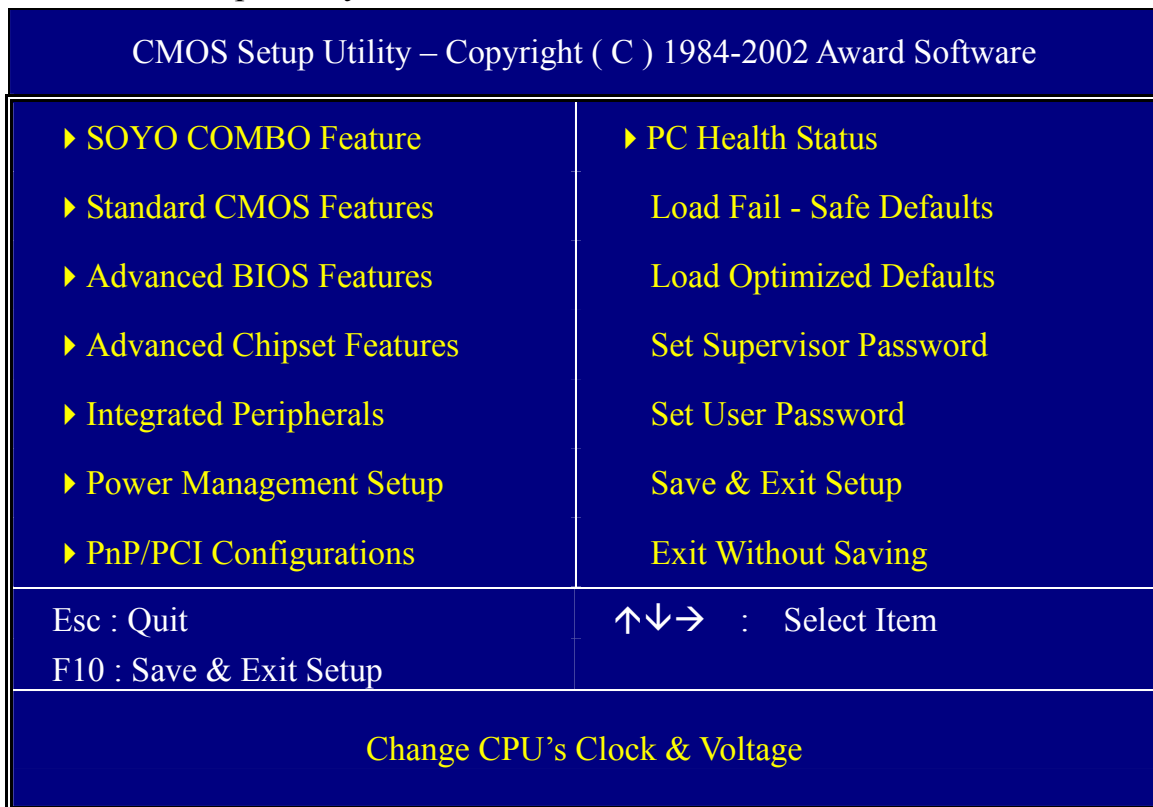 CMOS Setup Utility – Copyright ( C ) 1984-2002 Award Software
▸ SOYO COMBO Feature
▸ Standard CMOS Features
▸ Advanced BIOS Features
▸ Advanced Chipset Features
▸ Integrated Peripherals
▸ Power Management Setup
▸ PnP/PCI Configurations
▸ PC Health Status
Load Fail - Safe Defaults
Load Optimized Defaults
Set Supervisor Password
Set User Password
Save & Exit Setup
Exit Without Saving
Esc : Quit
F10 : Save & Exit Setup
↑↓→ : Select Item
Change CPU’s Clock & Voltage